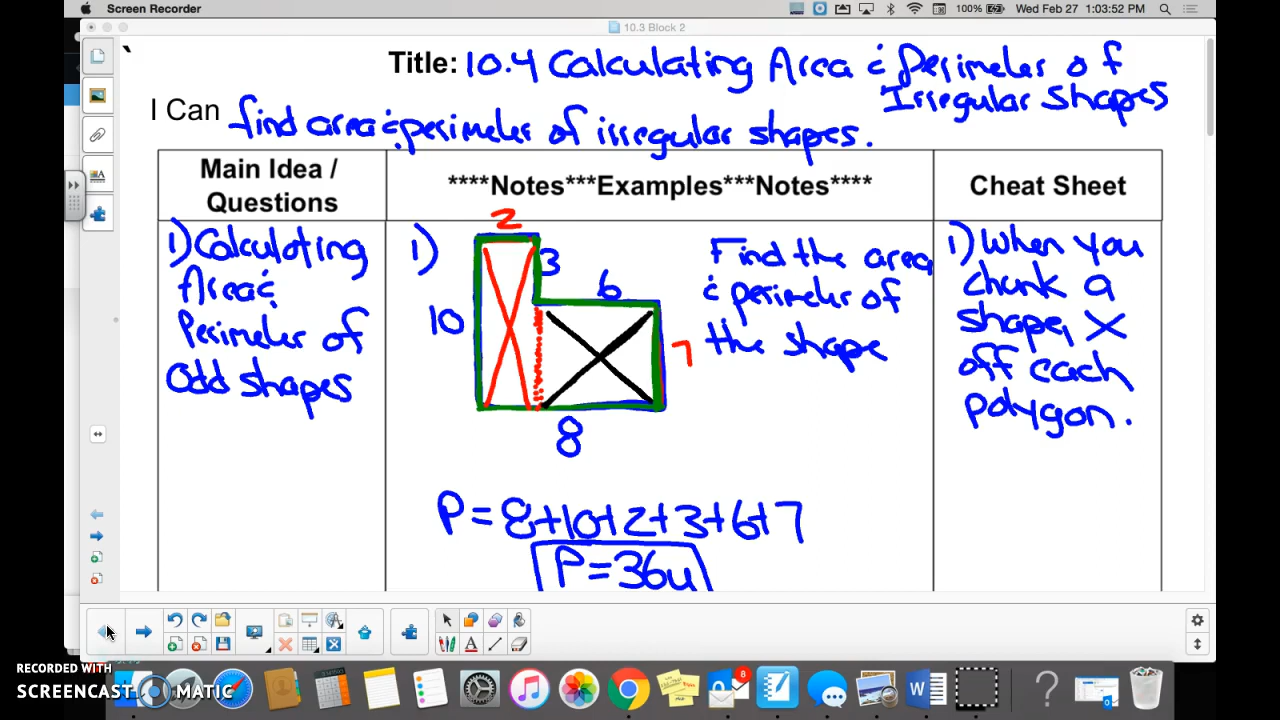 Screen Recorder
100%
Wed Feb 27 1:03:52 PM
10.3 Block 2
Title: 10.4 Calculating Area & Perimeter of
Irregular Shapes
I Can find area & perimeter of irregular shapes.
Main Idea /
Questions
****Notes***Examples***Notes****
Cheat Sheet
1) Calculating
Area &
Perimeter of
Odd shapes
1)
2
3
6
10
7
8
Find the area
& perimeter of
the shape
P=8+10+2+3+6+7
P=36u
1) When you
chunk a
shape, X
off each
polygon.
RECORDED WITH
SCREENCAST-O-MATIC
8